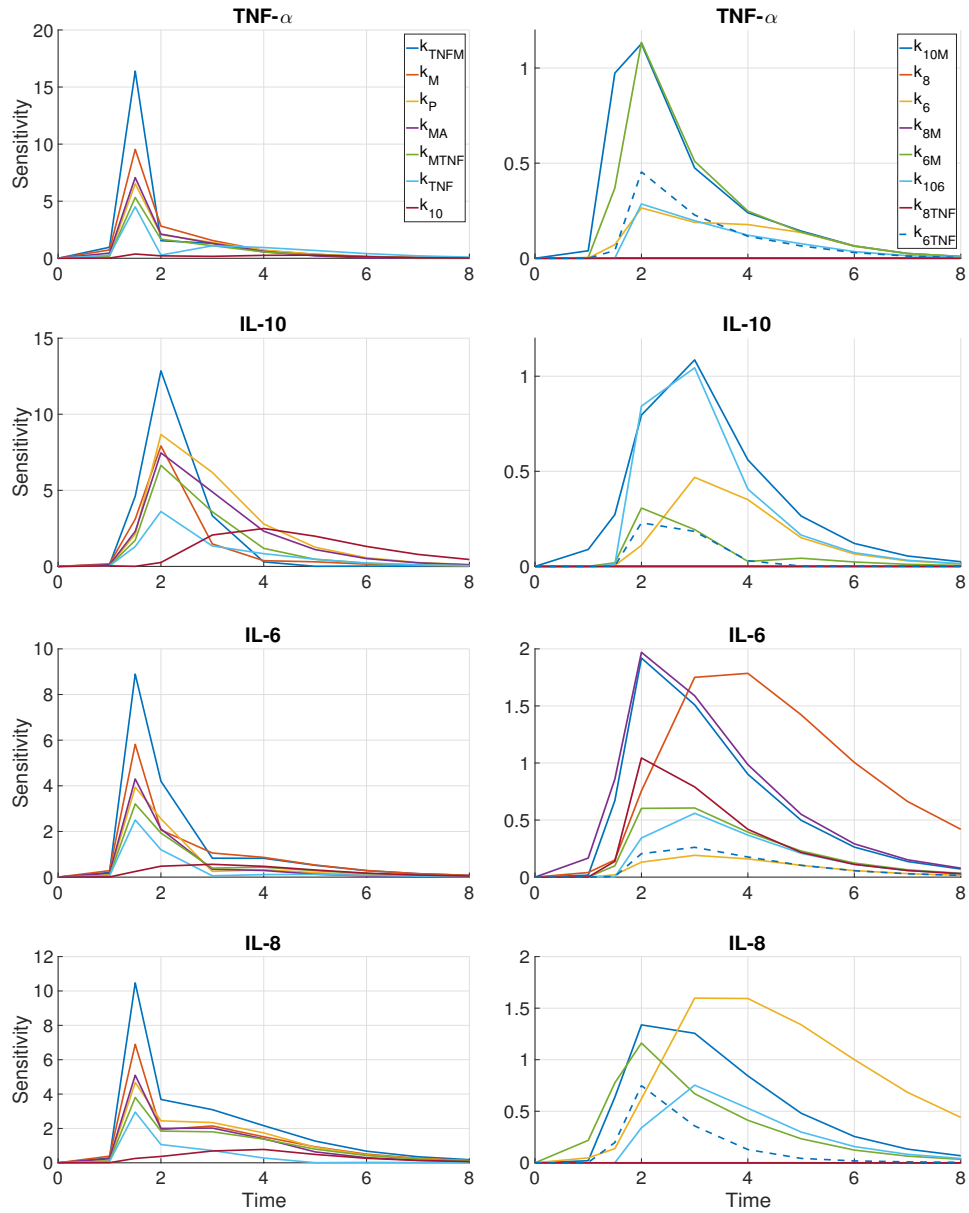 TNF-α
20
15
10
5
0
0 2 4 6 8
Sensitivity
k_TNFM
k_M
k_P
k_MA
k_MTNF
k_TNF
k_10
TNF-α
1
0.5
0
0 2 4 6 8
k_10M
k_8
k_6
k_8M
k_6M
k_106
k_8TNF
k_6TNF
IL-10
15
10
5
0
0 2 4 6 8
Sensitivity
IL-10
1
0.5
0
0 2 4 6 8
IL-6
10
8
6
4
2
0
0 2 4 6 8
Sensitivity
IL-6
2
1.5
1
0.5
0
0 2 4 6 8
IL-8
12
10
8
6
4
2
0
0 2 4 6 8
Sensitivity
Time
IL-8
2
1.5
1
0.5
0
0 2 4 6 8
Time